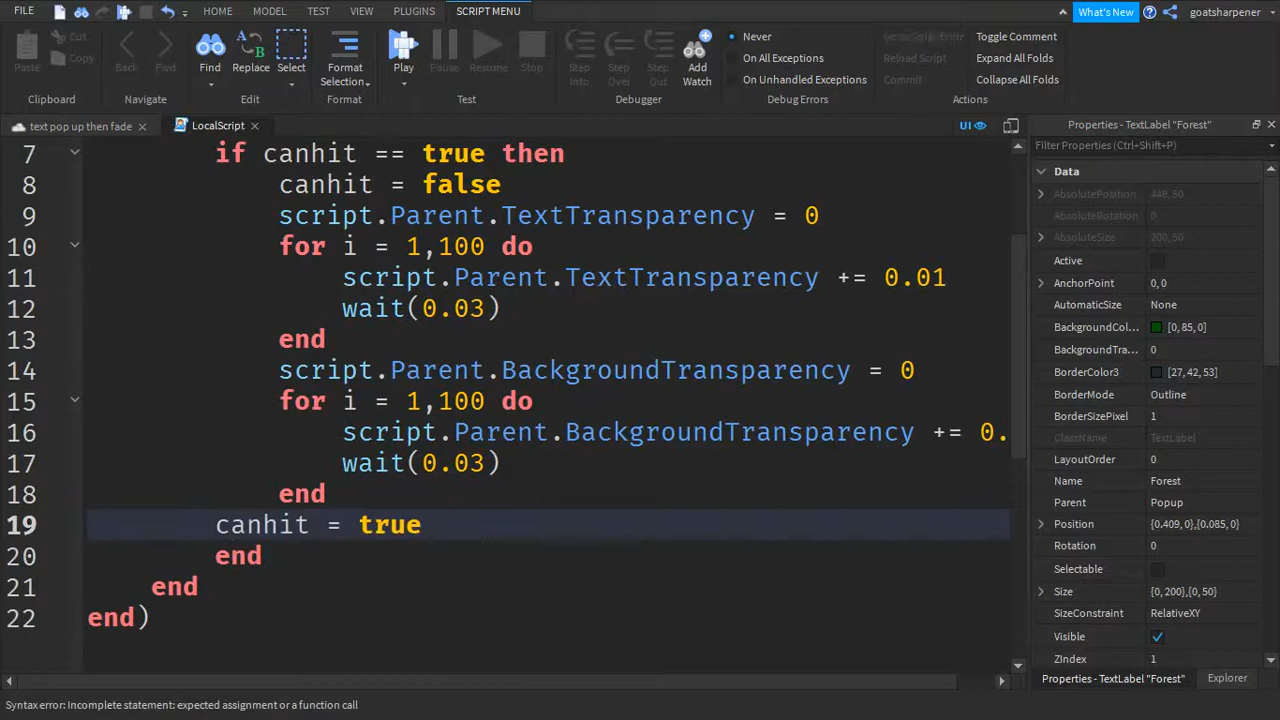 FILE HOME MODEL TEST VIEW PLUGINS SCRIPT MENU What's New goatsharpener
Paste Cut Copy Back Fwd Find Replace Select Format Selection Play Pause Resume Stop Step Into Step Over Step Out Add Watch Never On All Exceptions On Unhandled Exceptions Reload Script Commit Toggle Comment Expand All Folds Collapse All Folds
Clipboard Navigate Edit Format Test Debugger Debug Errors Actions
text pop up then fade LocalScript UI
7 if canhit == true then
8 canhit = false
9 script.Parent.TextTransparency = 0
10 for i = 1,100 do
11 script.Parent.TextTransparency += 0.01
12 wait(0.03)
13 end
14 script.Parent.BackgroundTransparency = 0
15 for i = 1,100 do
16 script.Parent.BackgroundTransparency += 0.
17 wait(0.03)
18 end
19 canhit = true
20 end
21 end
22 end)
Properties - TextLabel "Forest"
Filter Properties (Ctrl+Shift+P)
Data
AbsolutePosition 448, 50
AbsoluteRotation 0
AbsoluteSize 200, 50
Active
AnchorPoint 0, 0
AutomaticSize None
BackgroundCol... [0, 85, 0]
BackgroundTra... 0
BorderColor3 [27, 42, 53]
BorderMode Outline
BorderSizePixel 1
ClassName TextLabel
LayoutOrder 0
Name Forest
Parent Popup
Position {0.409, 0},{0.085, 0}
Rotation 0
Selectable
Size {0, 200},{0, 50}
SizeConstraint RelativeXY
Visible
ZIndex 1
Properties - TextLabel "Forest" Explorer
Syntax error: Incomplete statement: expected assignment or a function call